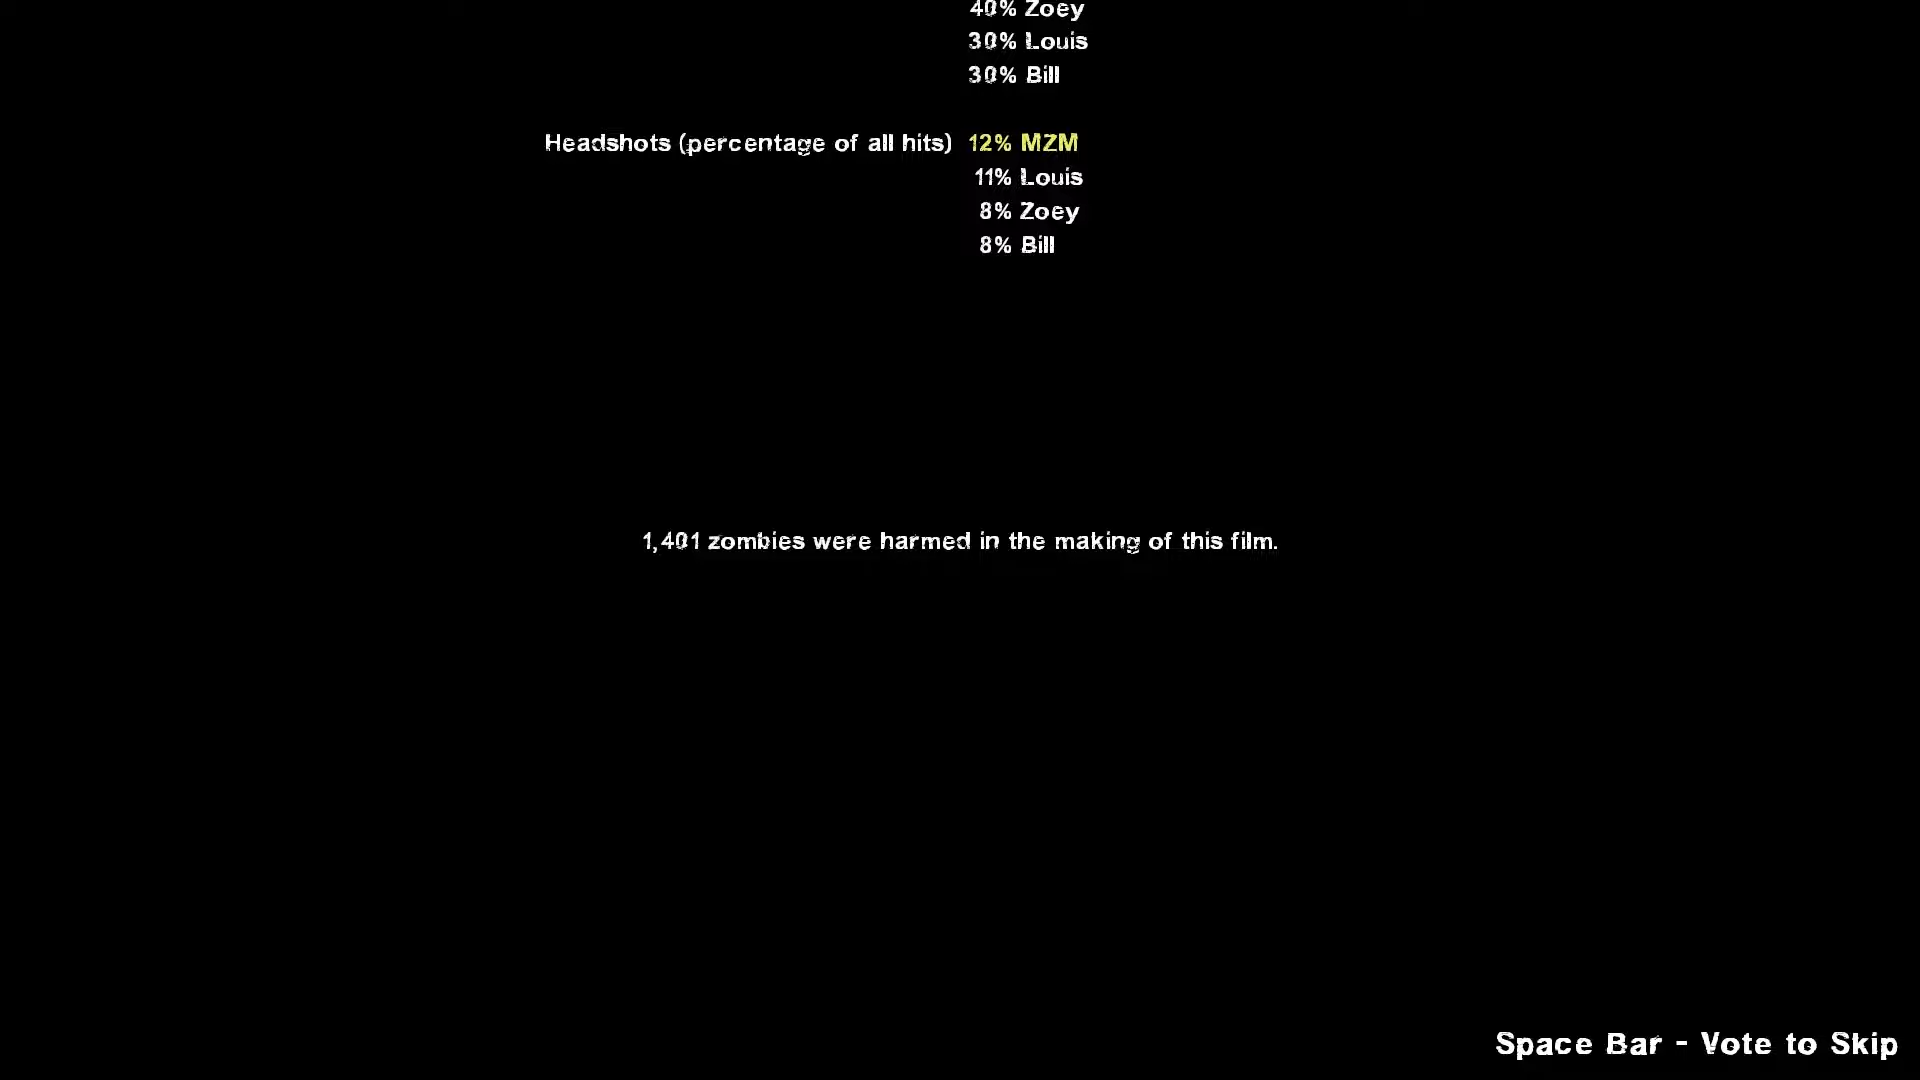 40% Zoey
30% Louis
30% Bill
Headshots (percentage of all hits) 12% MZM
11% Louis
8% Zoey
8% Bill
1,401 zombies were harmed in the making of this film.
Space Bar - Vote to Skip